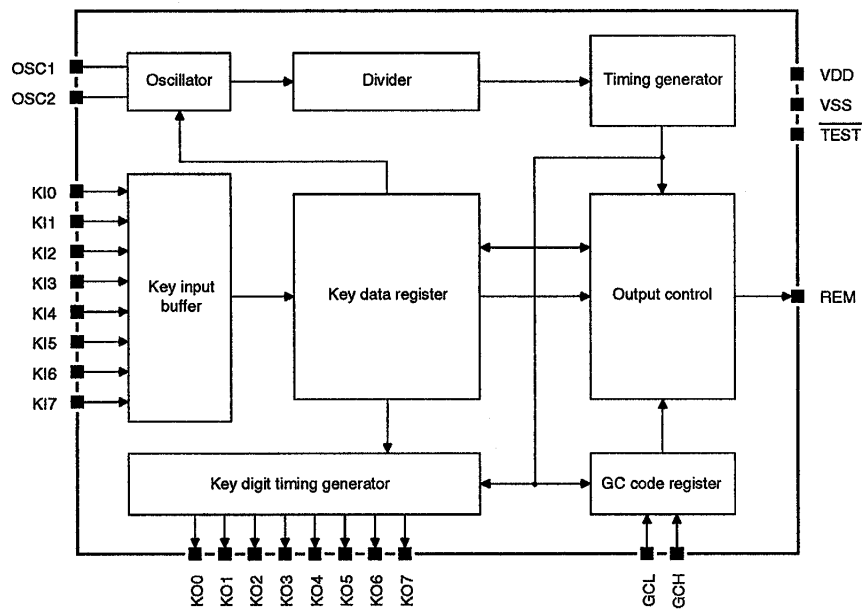 OSC1
OSC2
Oscillator
Divider
Timing generator
VDD
VSS
TEST
KI0
KI1
KI2
KI3
KI4
KI5
KI6
KI7
Key input
buffer
Key data register
Output control
REM
Key digit timing generator
GC code register
KO0
KO1
KO2
KO3
KO4
KO5
KO6
KO7
GCL
GCH